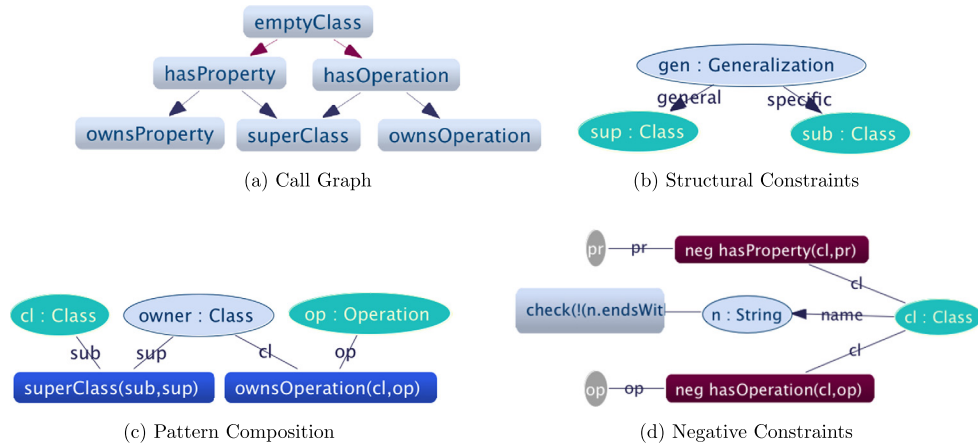 emptyClass
hasProperty
hasOperation
ownsProperty
superClass
ownsOperation
(a) Call Graph
gen : Generalization
general
specific
sup : Class
sub : Class
(b) Structural Constraints
cl : Class
owner : Class
op : Operation
sub
sup
cl
op
superClass(sub,sup)
ownsOperation(cl,op)
(c) Pattern Composition
pr
pr
neg hasProperty(cl,pr)
cl
check(!(n.endsWit
n : String
name
cl : Class
cl
op
op
neg hasOperation(cl,op)
(d) Negative Constraints